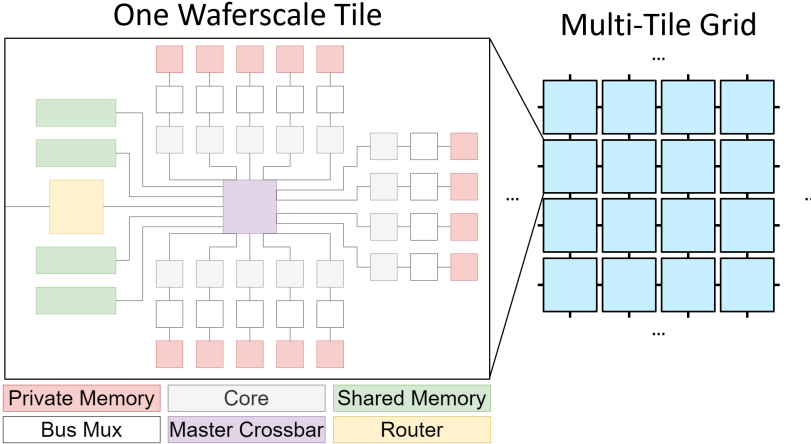 One Waferscale Tile
Multi-Tile Grid
...
...
...
...
Private Memory
Core
Shared Memory
Bus Mux
Master Crossbar
Router